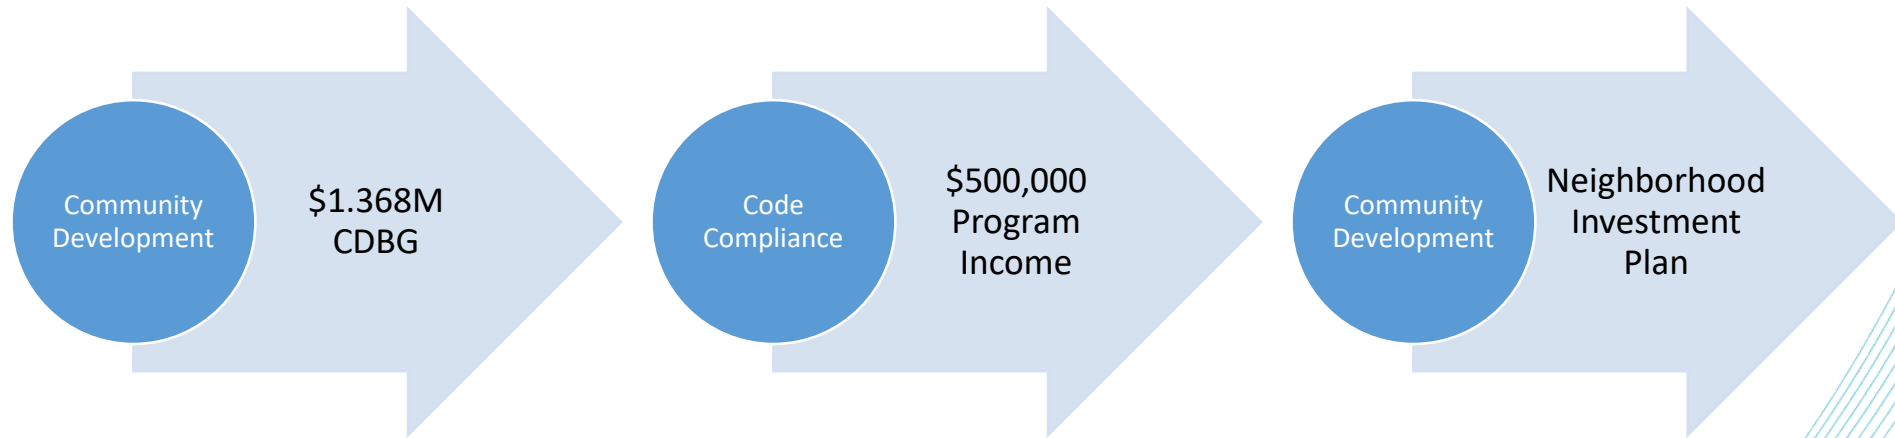 Community
Development
$1.368M
CDBG
Code
Compliance
$500,000
Program
Income
Community
Development
Neighborhood
Investment
Plan